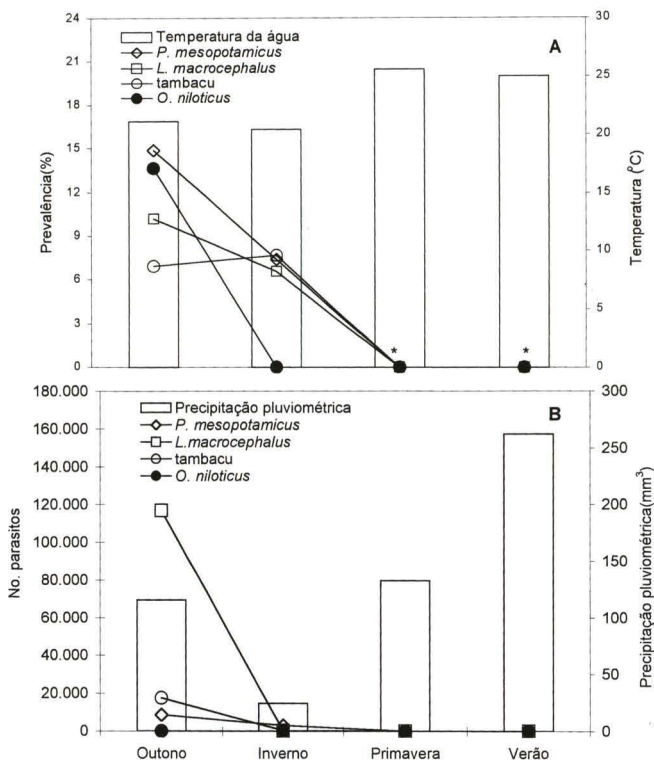 24
21
18
15
12
9
6
3
0
Prevalência(%)
Temperatura da água
P. mesopotamicus
L. macrocephalus
tambacu
O. niloticus
A
*
*
30
25
20
15
10
5
0
Temperatura (°C)
180.000
160.000
140.000
120.000
100.000
80.000
60.000
40.000
20.000
0
No. parasitos
Precipitação pluviométrica
P. mesopotamicus
L.macrocephalus
tambacu
O. niloticus
B
300
250
200
150
100
50
0
Precipitação pluviométrica(mm³)
Outono Inverno Primavera Verão